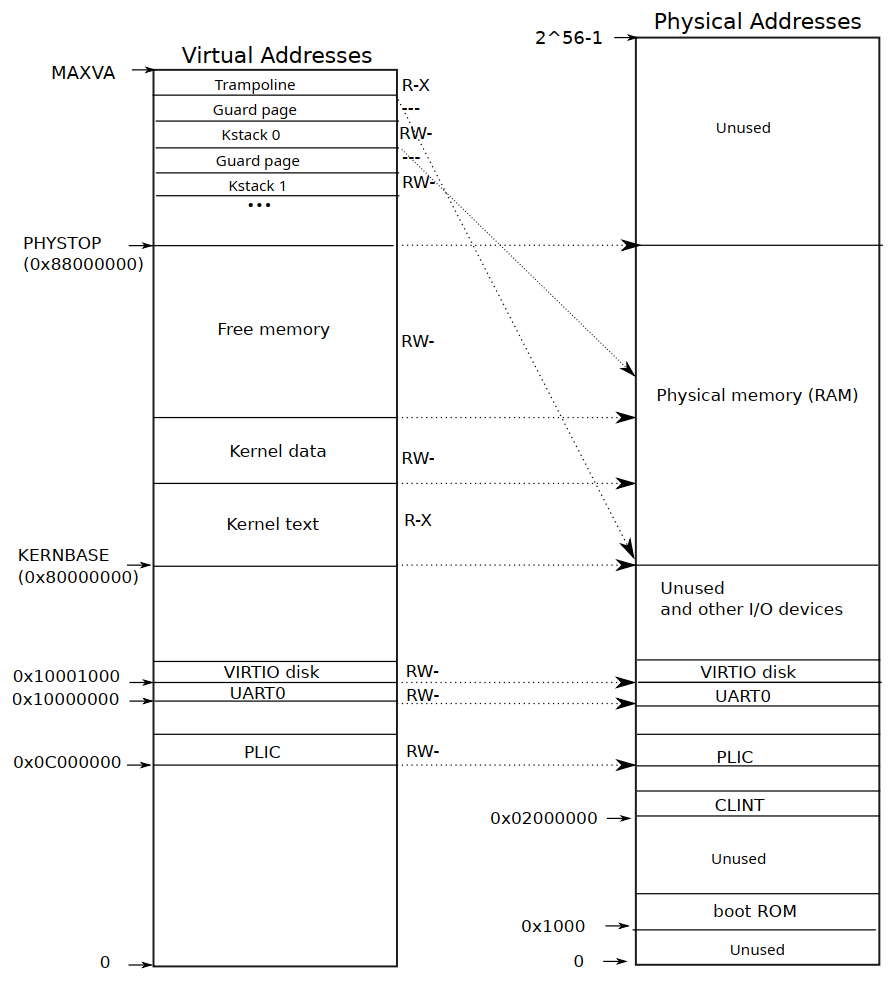 Virtual Addresses
MAXVA
Trampoline
R-X
Guard page
---
Kstack 0
RW-
Guard page
---
Kstack 1
RW-
...
PHYSTOP
(0x88000000)
Free memory
RW-
Kernel data
RW-
Kernel text
R-X
KERNBASE
(0x80000000)
0x10001000
VIRTIO disk
RW-
0x10000000
UART0
RW-
0x0C000000
PLIC
RW-
0
Physical Addresses
2^56-1
Unused
Physical memory (RAM)
Unused
and other I/O devices
VIRTIO disk
UART0
PLIC
CLINT
0x02000000
Unused
boot ROM
0x1000
Unused
0